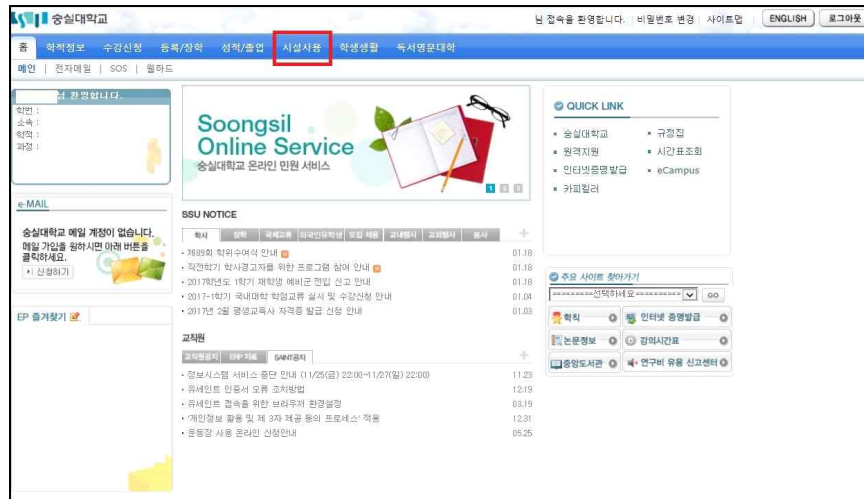 숭실대학교
님 접속을 환영합니다. 비밀번호 변경 | 사이트맵 ENGLISH 로그아웃
홈 학적정보 수강신청 등록/장학 성적/졸업 시설사용 학생생활 독서명문대학
메인 | 전자메일 | SOS | 웹하드
님 환영합니다.
학번 :
소속 :
학적 :
과정 :
e-MAIL
숭실대학교 메일 계정이 없습니다.
메일 가입을 원하시면 아래 버튼을
클릭하세요.
신청하기
EP 즐겨찾기
Soongsil
Online Service
숭실대학교 온라인 민원 서비스
1 2 3
SSU NOTICE
학사 장학 국제교류 외국인유학생 모집·채용 교내행사 교외행사 봉사
제89회 학위수여식 안내 01.18
직전학기 학사경고자를 위한 프로그램 참여 안내 01.18
2017학년도 1학기 재학생 예비군 전입 신고 안내 01.18
2017-1학기 국내대학 학점교류 실시 및 수강신청 안내 01.04
2017년 2월 평생교육사 자격증 발급 신청 안내 01.03
교직원
교직원공지 ERP 자료 SAINT공지
정보시스템 서비스 중단 안내 (11/25(금) 22:00~11/27(일) 22:00) 11.23
유세인트 인증서 오류 조치방법 12.19
유세인트 접속을 위한 브라우저 환경설정 03.19
'개인정보 활용 및 제 3자 제공 동의 프로세스' 적용 12.31
운동장 사용 온라인 신청안내 05.25
QUICK LINK
숭실대학교 규정집
원격지원 시간표조회
인터넷증명발급 eCampus
카피킬러
주요 사이트 찾아가기
=========선택하세요========== GO
학칙 인터넷 증명발급
논문정보 강의시간표
중앙도서관 연구비 유용 신고센터